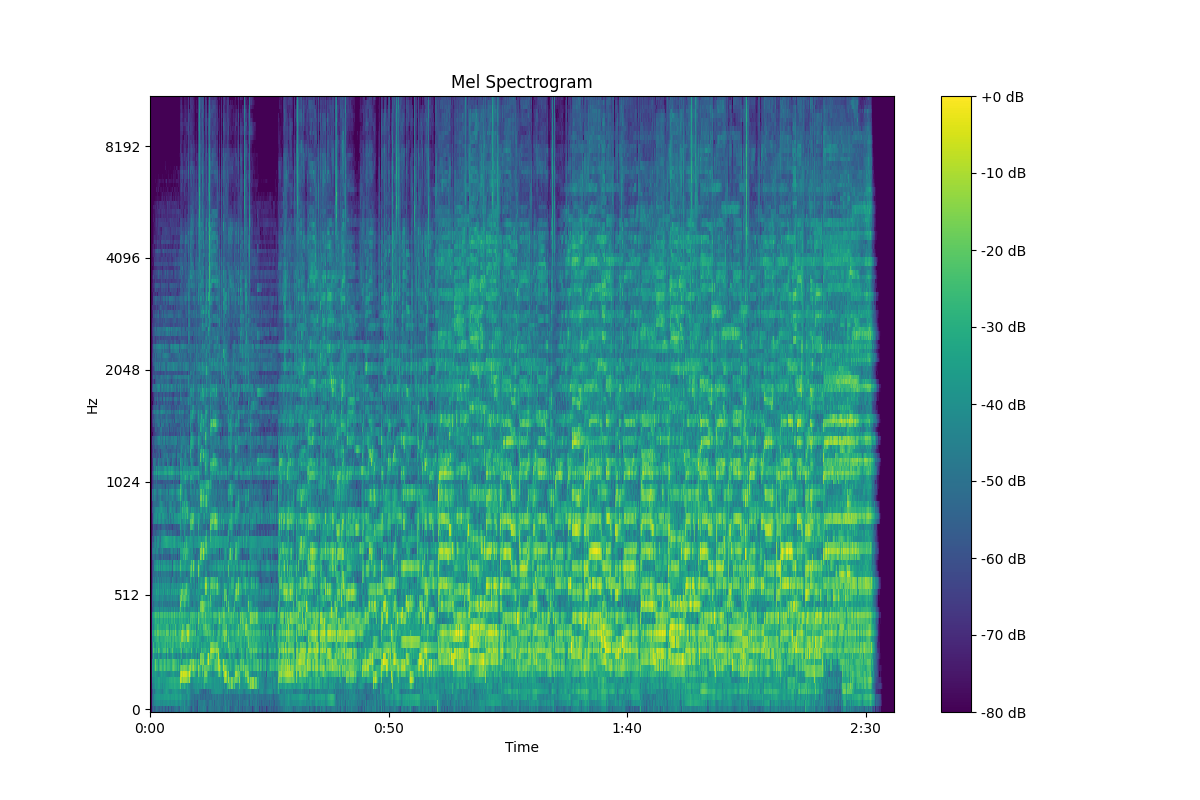 Mel Spectrogram
8192
4096
2048
1024
512
0
Hz
0:00
0:50
1:40
2:30
Time
+0 dB
-10 dB
-20 dB
-30 dB
-40 dB
-50 dB
-60 dB
-70 dB
-80 dB